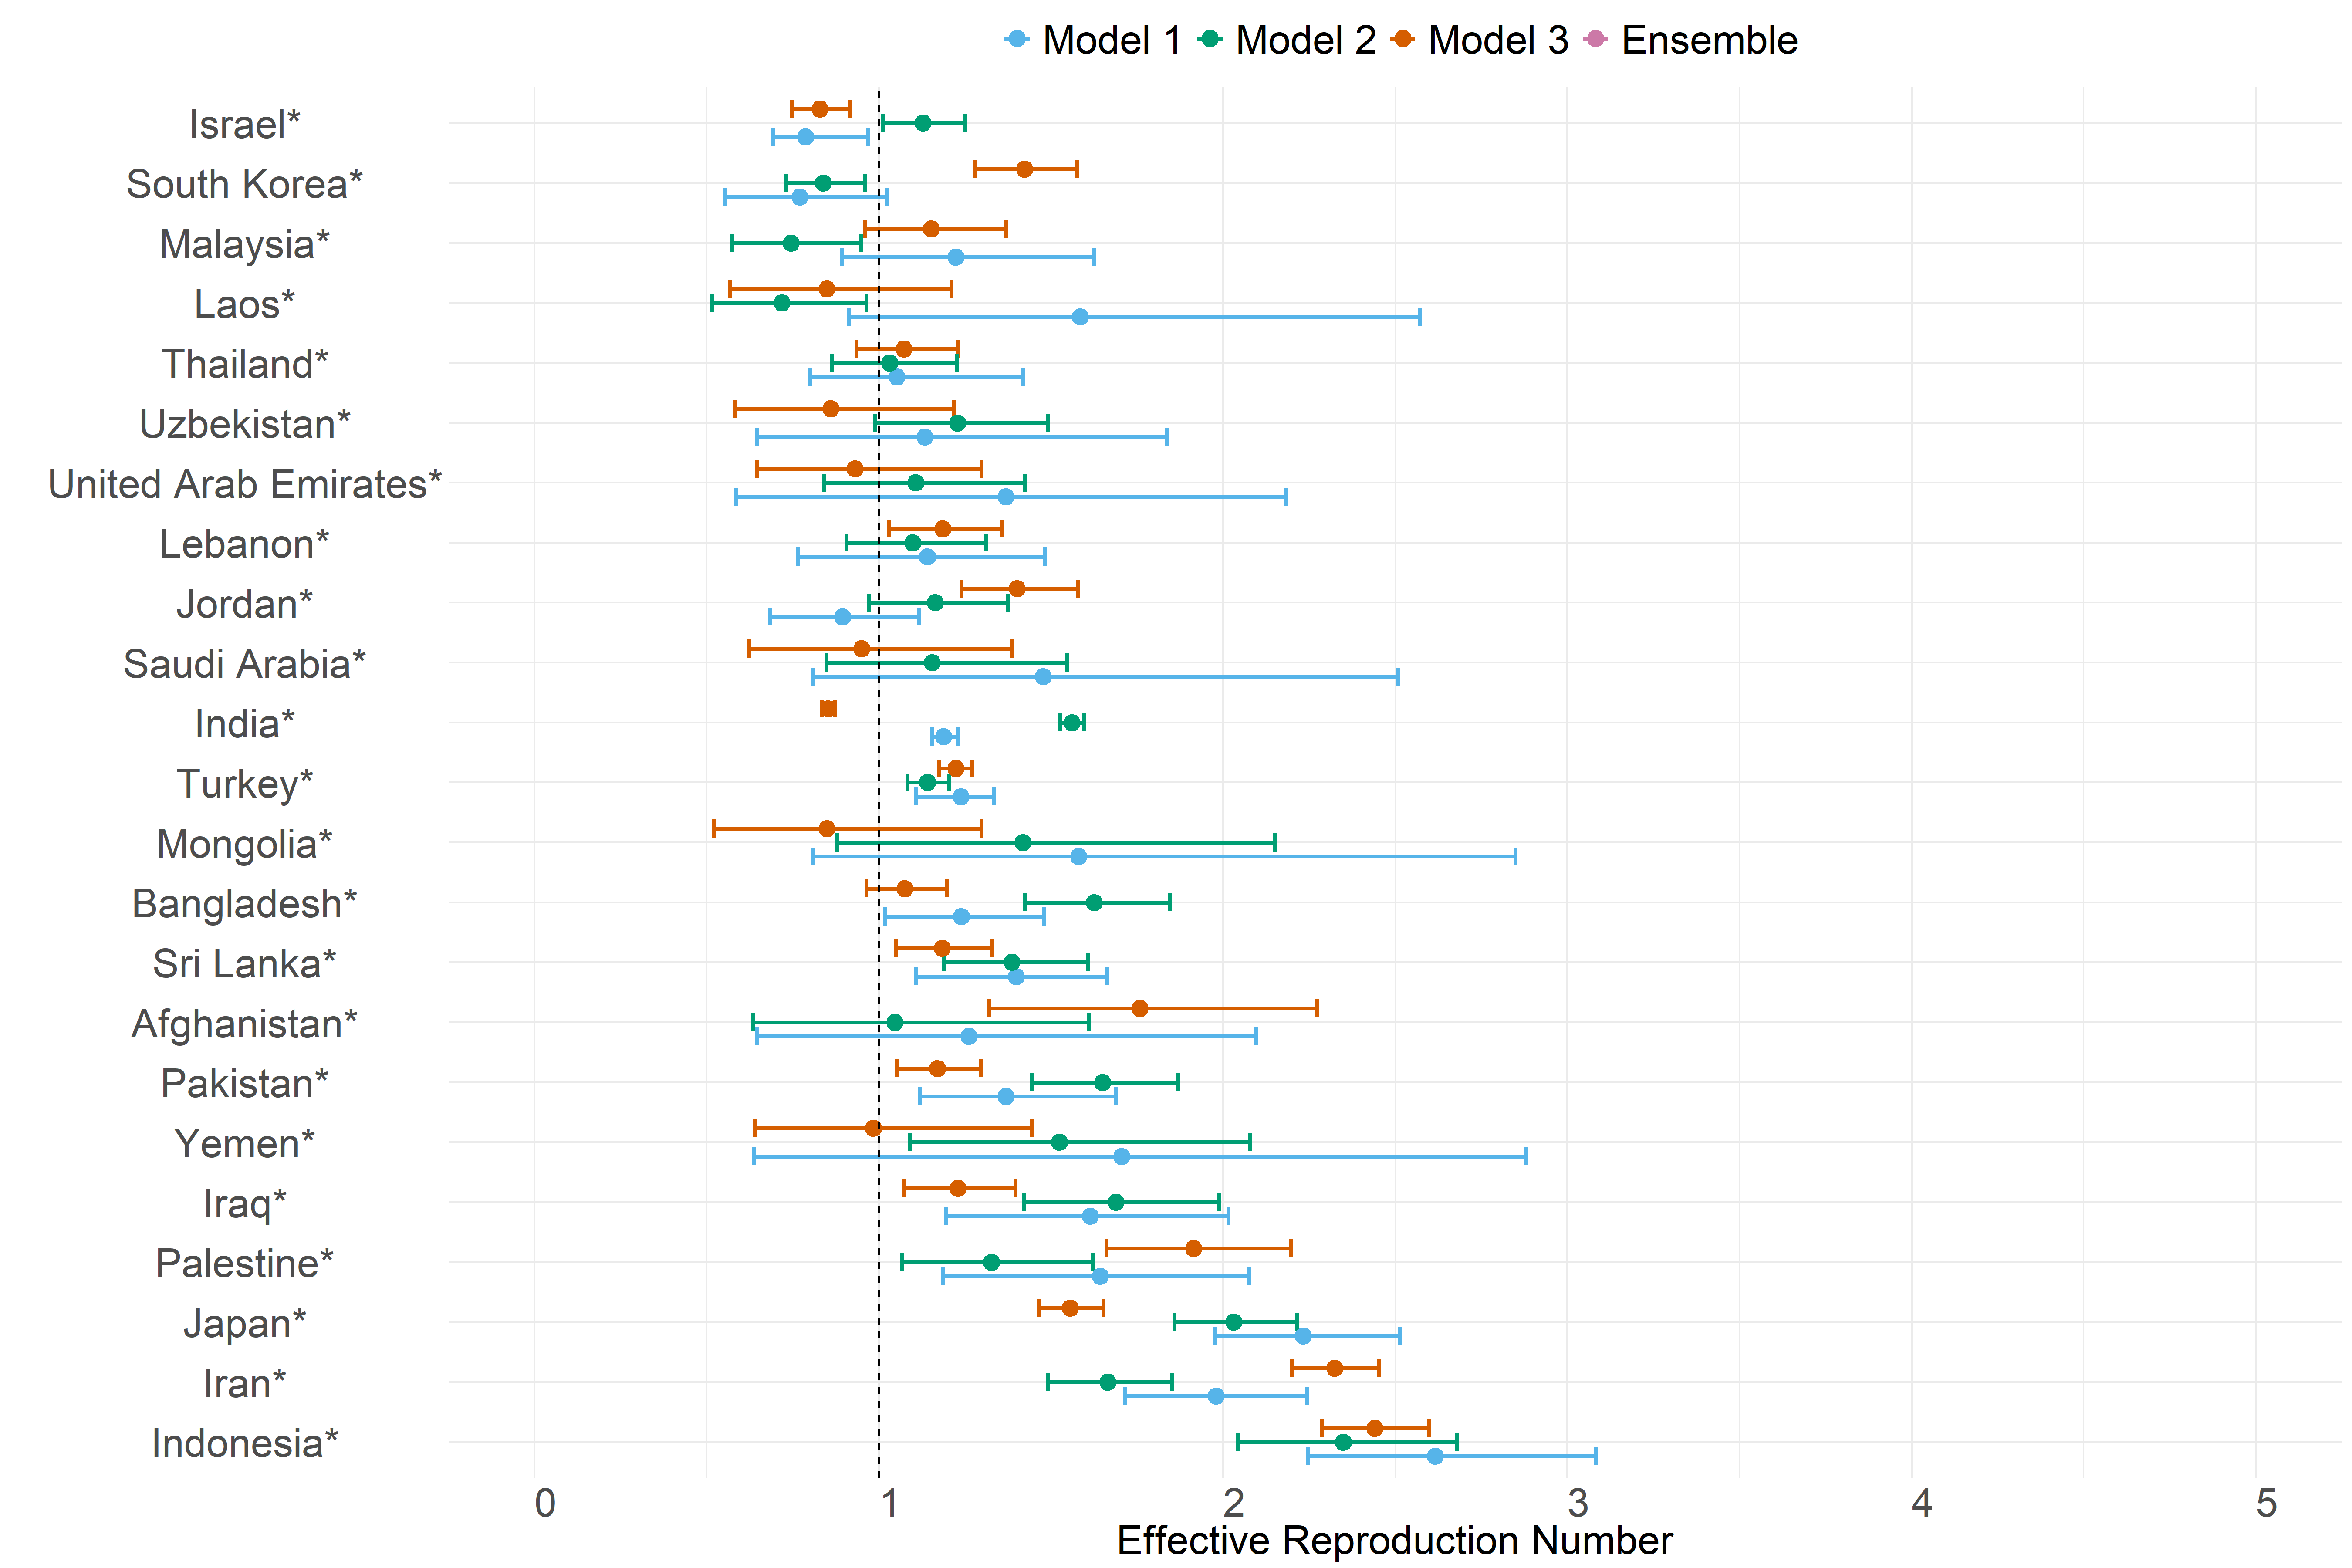 Model 1 Model 2 Model 3 Ensemble
Israel*
South Korea*
Malaysia*
Laos*
Thailand*
Uzbekistan*
United Arab Emirates*
Lebanon*
Jordan*
Saudi Arabia*
India*
Turkey*
Mongolia*
Bangladesh*
Sri Lanka*
Afghanistan*
Pakistan*
Yemen*
Iraq*
Palestine*
Japan*
Iran*
Indonesia*
0 1 2 3 4 5
Effective Reproduction Number